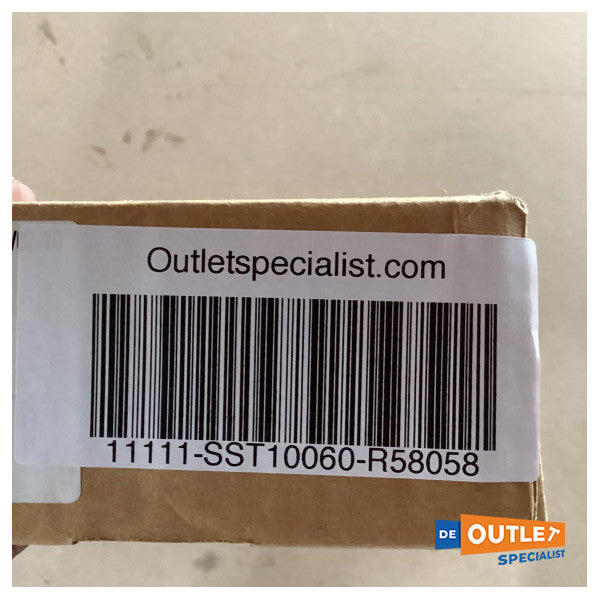 Outletspecialist.com
11111-SST10060-R58058
DE OUTLET
SPECIALIST